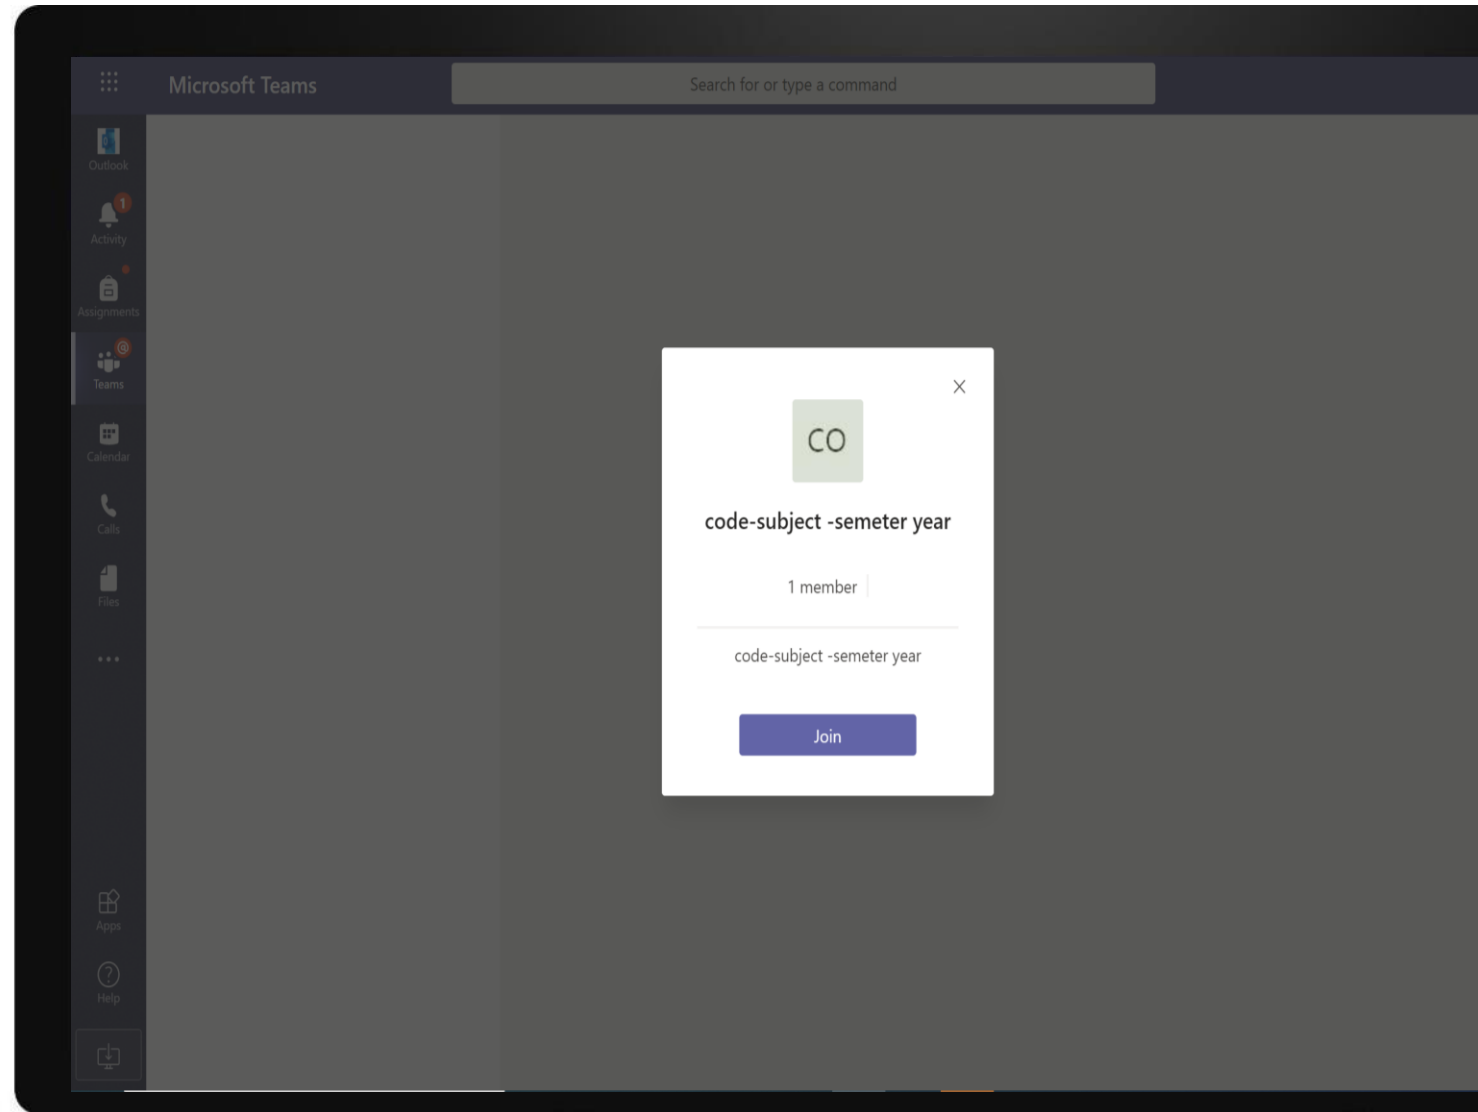 Microsoft Teams
Search for or type a command
Outlook
1
Activity
Assignments
@
Teams
Calendar
Calls
Files
...
Apps
?
Help
CO
code-subject -semeter year
1 member
code-subject -semeter year
Join